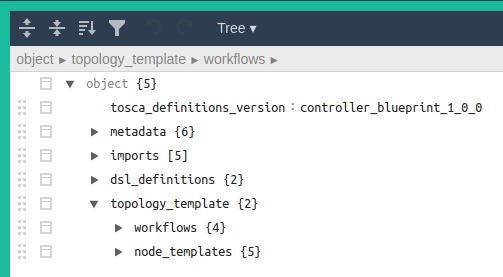 Tree ▾
object ► topology_template ► workflows ►
object {5}
tosca_definitions_version : controller_blueprint_1_0_0
metadata {6}
imports [5]
dsl_definitions {2}
topology_template {2}
workflows {4}
node_templates {5}